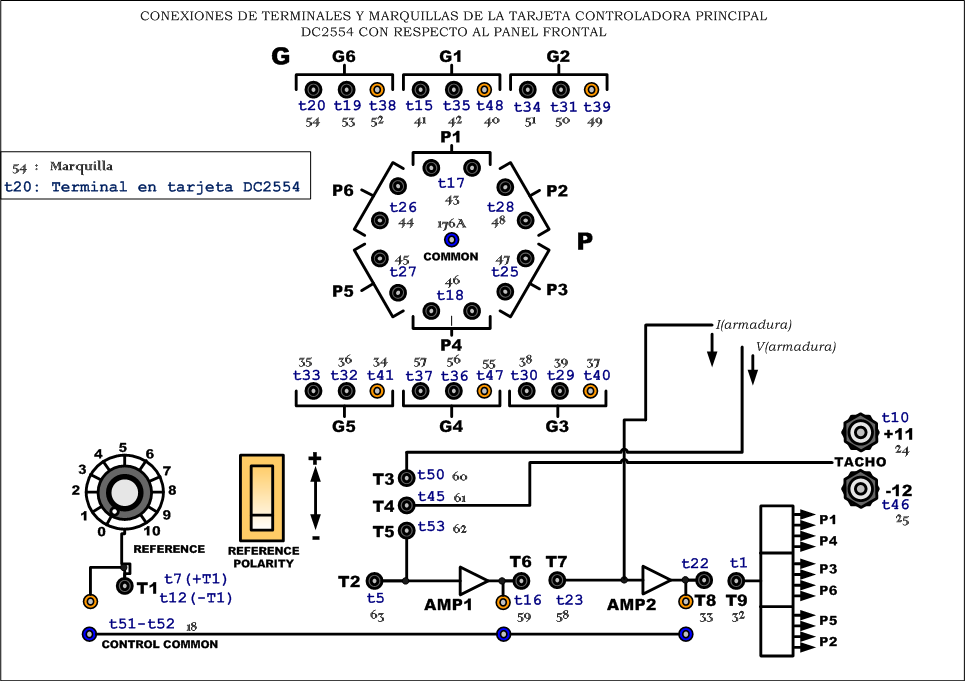 CONEXIONES DE TERMINALES Y MARQUILLAS DE LA TARJETA CONTROLADORA PRINCIPAL
DC2554 CON RESPECTO AL PANEL FRONTAL
G G6 G1 G2
t20 t19 t38 t15 t35 t48 t34 t31 t39
54 53 52 41 42 40 51 50 49
P1
54 : Marquilla
t20: Terminal en tarjeta DC2554
P6 t17 P2
t26 43 t28
44 176A 48
P
COMMON
45 47
t27 46 t25
P5 t18 P3
P4
I(armadura)
V(armadura)
35 36 34 57 56 55 38 39 37
t33 t32 t41 t37 t36 t47 t30 t29 t40
G5 G4 G3
t10
+11
24
TACHO
-12
t46
25
0 1 2 3 4 5 6 7 8 9 10
REFERENCE
+
-
REFERENCE
POLARITY
T3 t50 60
T4 t45 61
T5 t53 62
T1 t7(+T1)
t12(-T1)
T2 T6 T7 t22 t1
t5 AMP1 t16 t23 AMP2 T8 T9
63 59 58 33 32
t51-t52 18
CONTROL COMMON
P1
P4
P3
P6
P5
P2